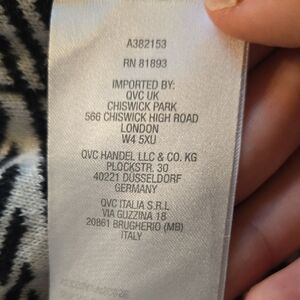 A382153
RN 81893
IMPORTED BY:
QVC UK
CHISWICK PARK
566 CHISWICK HIGH ROAD
LONDON
W4 5XU
QVC HANDEL LLC & CO. KG
PLOCKSTR. 30
40221 DUSSELDORF
GERMANY
QVC ITALIA S.R.L
VIA GUZZINA 18
20861 BRUGHERIO (MB)
ITALY